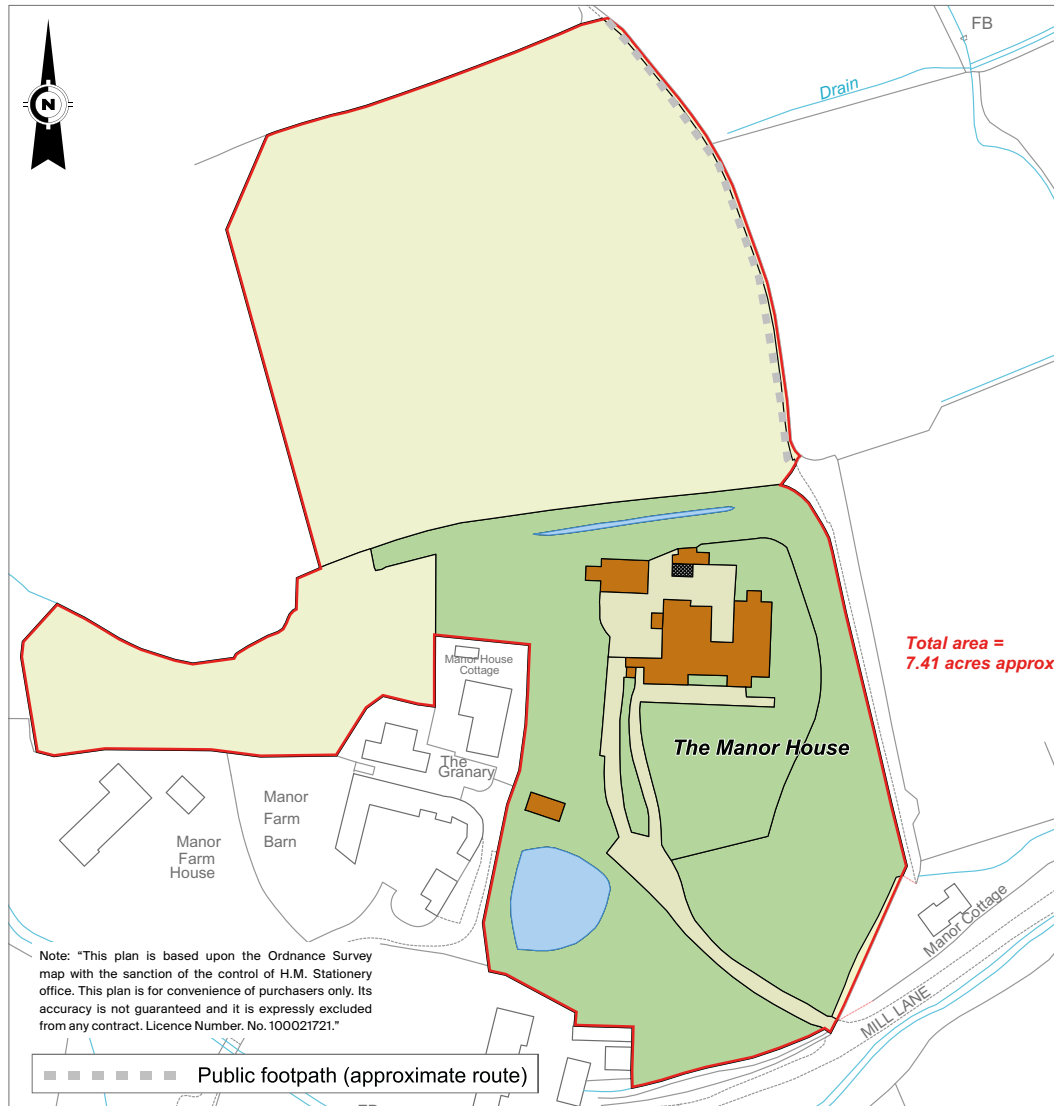 FB
N
Drain
Total area =
7.41 acres approx
Manor House
Cottage
The Manor House
The
Granary
Manor
Farm
Barn
Manor
Farm
House
Manor Cottage
MILL LANE
Note: “This plan is based upon the Ordnance Survey
map with the sanction of the control of H.M. Stationery
office. This plan is for convenience of purchasers only. Its
accuracy is not guaranteed and it is expressly excluded
from any contract. Licence Number. No. 100021721.”
Public footpath (approximate route)